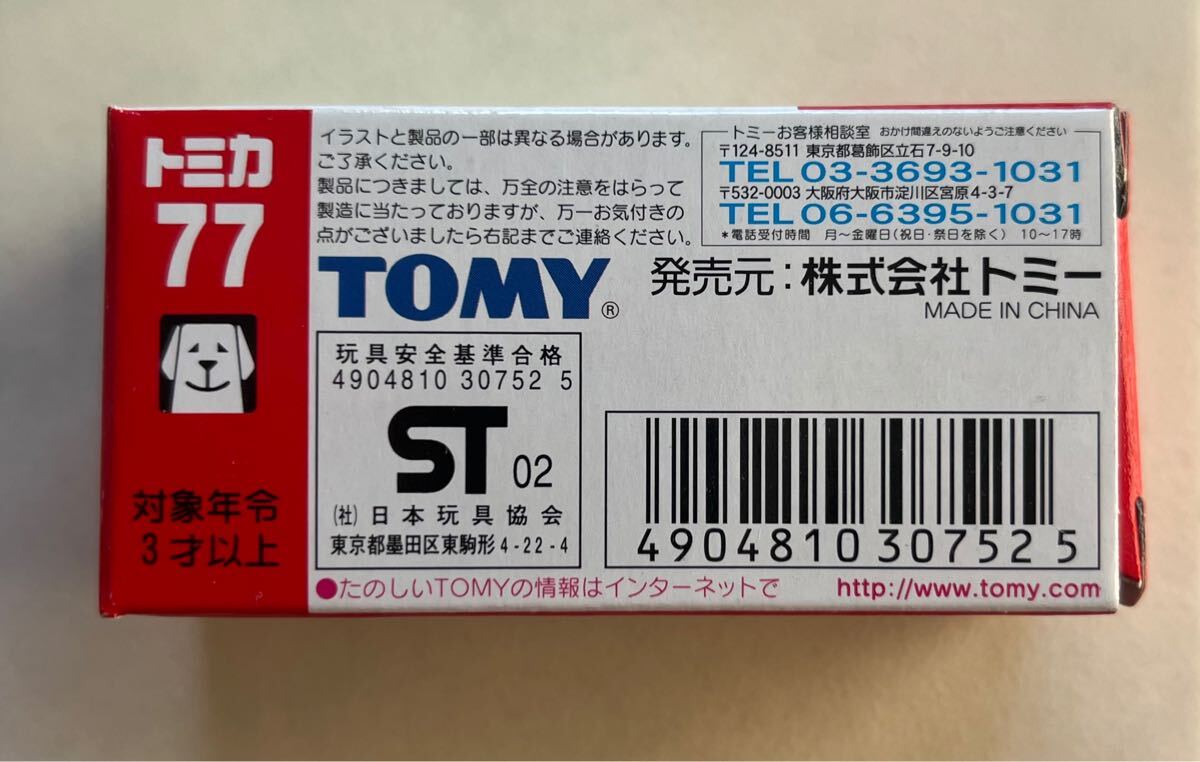 トミカ
77
対象年令
3才以上
イラストと製品の一部は異なる場合があります。
ご了承ください。
製品につきましては、万全の注意をはらって
製造に当たっておりますが、万一お気付きの
点がございましたら右記までご連絡ください。
トミーお客様相談室 おかけ間違えのないようご注意ください
〒124-8511 東京都葛飾区立石7-9-10
TEL 03-3693-1031
〒532-0003 大阪府大阪市淀川区宮原4-3-7
TEL 06-6395-1031
*電話受付時間 月～金曜日(祝日・祭日を除く) 10～17時
TOMY®
発売元:株式会社トミー
MADE IN CHINA
玩具安全基準合格
4904810 30752 5
ST 02
(社)日本玩具協会
東京都墨田区東駒形4-22-4
4904810307525
●たのしいTOMYの情報はインターネットで http://www.tomy.com